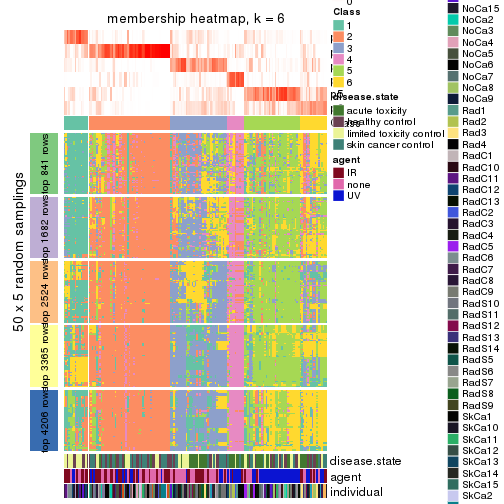 membership heatmap, k = 6
50 x 5 random samplings
top 841 rows
top 1682 rows
top 2524 rows
top 3365 rows
top 4206 rows
disease.state
agent
individual
Class
1
2
3
4
5
6
disease.state
acute toxicity
healthy control
limited toxicity control
skin cancer control
agent
IR
none
UV
NoCa15
NoCa2
NoCa3
NoCa4
NoCa5
NoCa6
NoCa7
NoCa8
NoCa9
Rad1
Rad2
Rad3
Rad4
RadC1
RadC10
RadC11
RadC12
RadC13
RadC2
RadC3
RadC4
RadC5
RadC6
RadC7
RadC8
RadC9
RadS10
RadS11
RadS12
RadS13
RadS14
RadS5
RadS6
RadS7
RadS8
RadS9
SkCa1
SkCa10
SkCa11
SkCa12
SkCa13
SkCa14
SkCa15
SkCa2